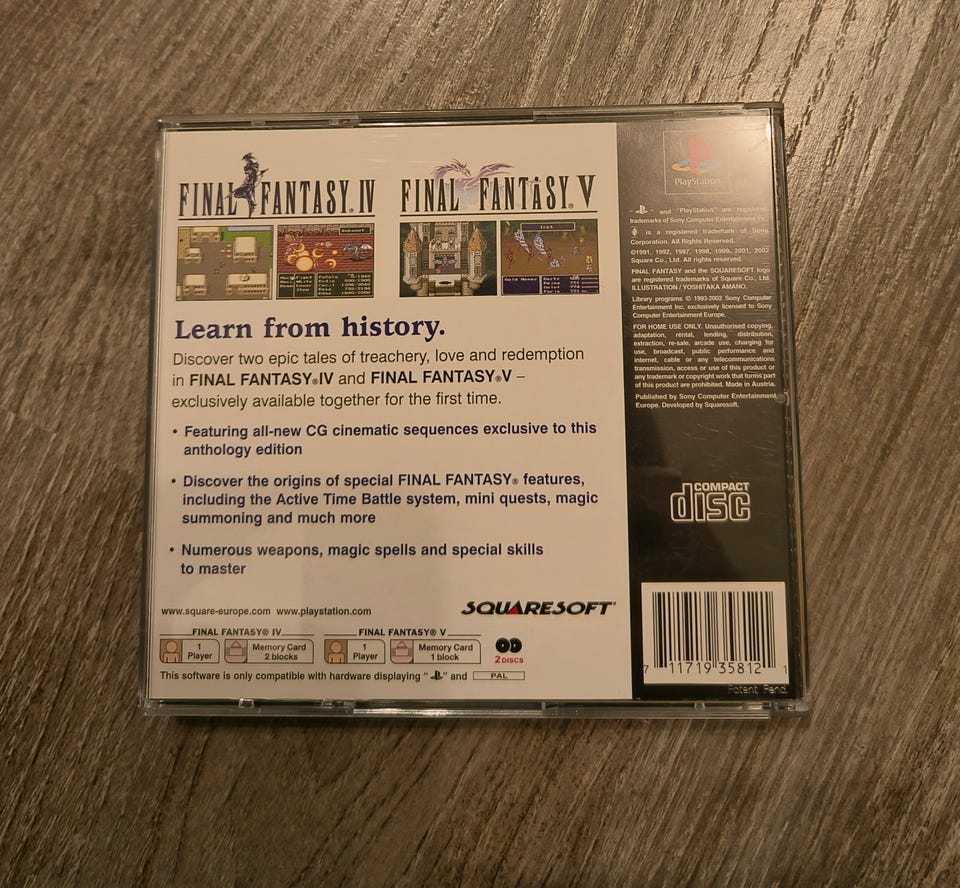 FINAL FANTASY® IV
FINAL FANTASY® V
Learn from history.
Discover two epic tales of treachery, love and redemption
in FINAL FANTASY®IV and FINAL FANTASY®V –
exclusively available together for the first time.
• Featuring all-new CG cinematic sequences exclusive to this
anthology edition
• Discover the origins of special FINAL FANTASY® features,
including the Active Time Battle system, mini quests, magic
summoning and much more
• Numerous weapons, magic spells and special skills
to master
www.square-europe.com www.playstation.com
SQUARESOFT
FINAL FANTASY® IV
1
Player
Memory Card
2 blocks
FINAL FANTASY® V
1
Player
Memory Card
1 block
2 DISCS
This software is only compatible with hardware displaying " " and PAL
PlayStation
" " and "PlayStation" are registered
trademarks of Sony Computer Entertainment Inc.
is a registered trademark of Sony
Corporation. All Rights Reserved.
©1991, 1992, 1997, 1998, 1999, 2001, 2002
Square Co., Ltd. All rights reserved.
FINAL FANTASY and the SQUARESOFT logo
are registered trademarks of Square Co., Ltd.
ILLUSTRATION / YOSHITAKA AMANO.
Library programs © 1993-2002 Sony Computer
Entertainment Inc. exclusively licensed to Sony
Computer Entertainment Europe.
FOR HOME USE ONLY. Unauthorised copying,
adaptation, rental, lending, distribution,
extraction, re-sale, arcade use, charging for
use, broadcast, public performance and
internet, cable or any telecommunications
transmission, access or use of this product or
any trademark or copyright work that forms part
of this product are prohibited. Made in Austria.
Published by Sony Computer Entertainment
Europe. Developed by Squaresoft.
COMPACT
disc
7 11719 35812 1
Patent Pend.